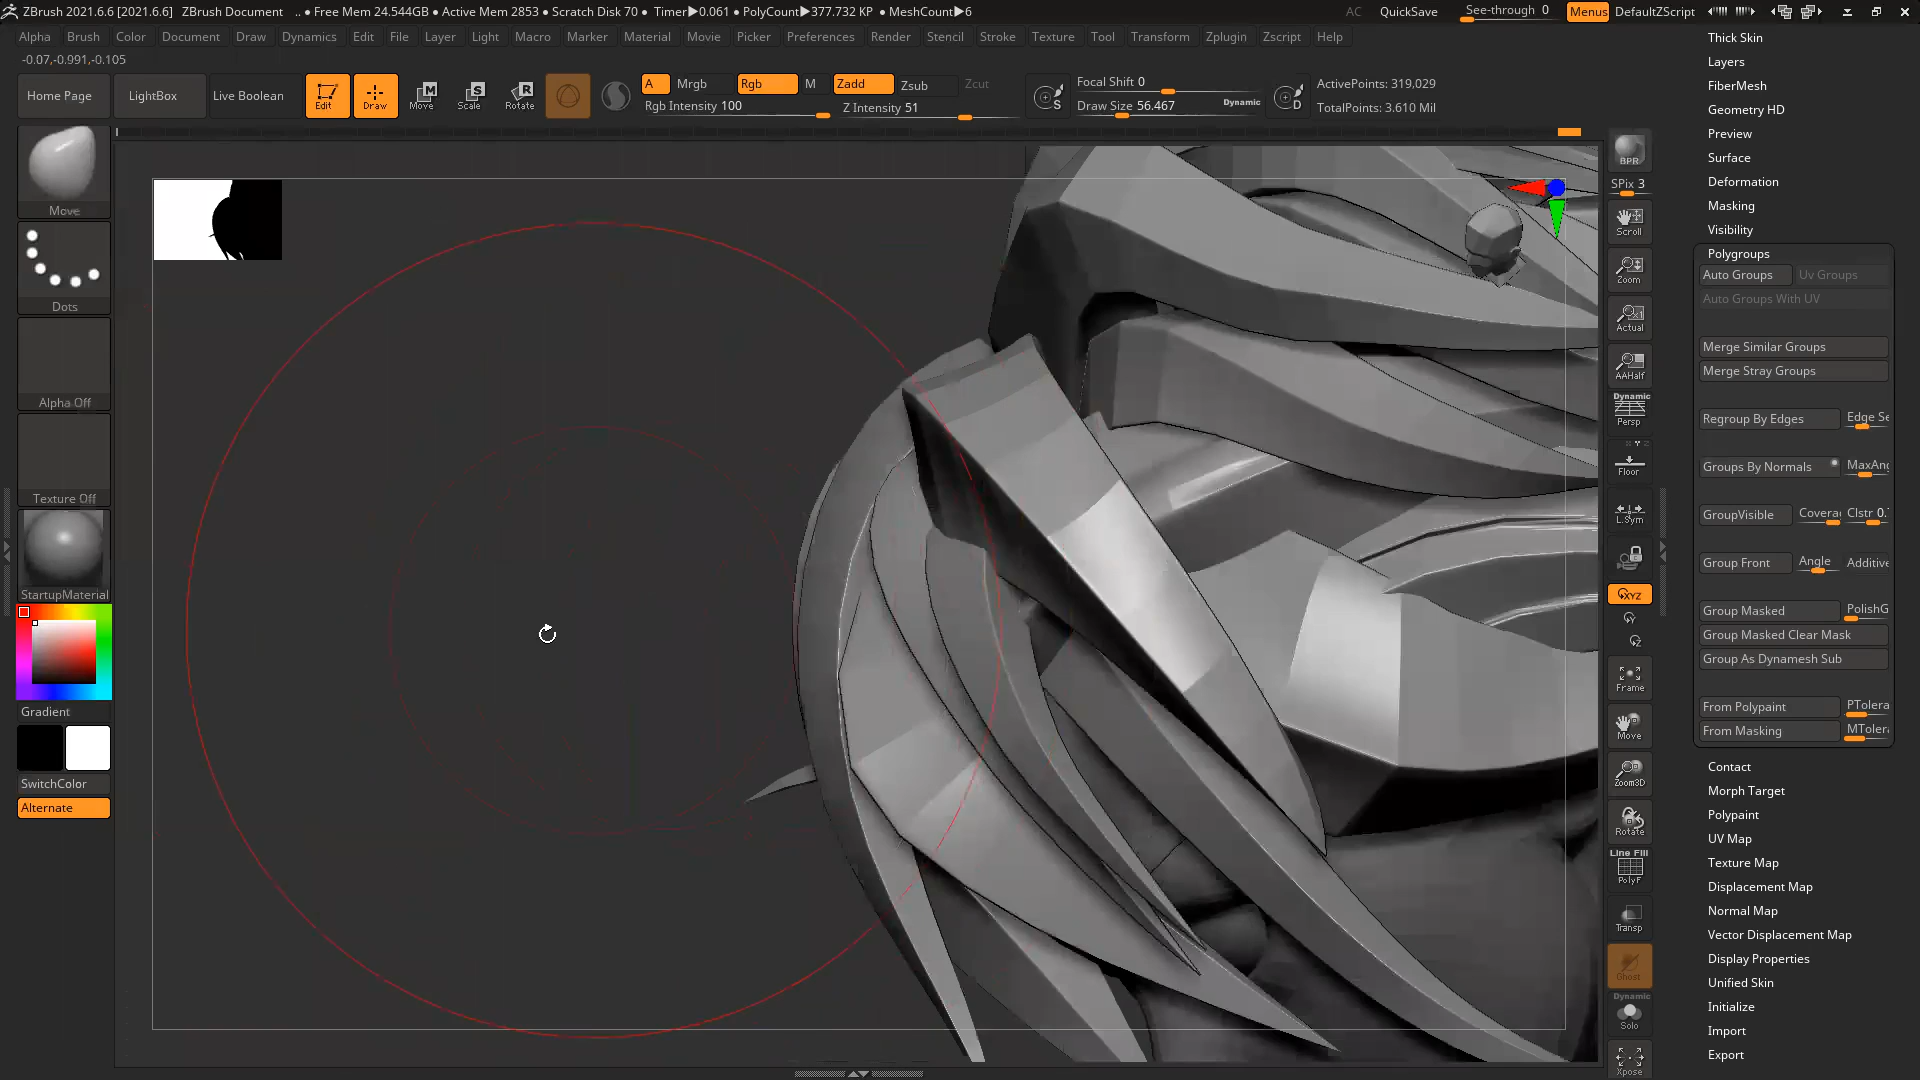 ZBrush 2021.6.6 [2021.6.6] ZBrush Document .. ● Free Mem 24.544GB ● Active Mem 2853 ● Scratch Disk 70 ● Timer▶0.061 ● PolyCount▶377.732 KP ● MeshCount▶6 AC QuickSave See-through 0 Menus DefaultZScript
Alpha Brush Color Document Draw Dynamics Edit File Layer Light Macro Marker Material Movie Picker Preferences Render Stencil Stroke Texture Tool Transform Zplugin Zscript Help
-0.07,-0.991,-0.105
Home Page LightBox Live Boolean Edit Draw Move Scale Rotate
A Mrgb Rgb M Zadd Zsub Zcut
Rgb Intensity 100 Z Intensity 51
Focal Shift 0
Draw Size 56.467 Dynamic
ActivePoints: 319,029
TotalPoints: 3.610 Mil
M
S
R
S
D
Move
Dots
Alpha Off
Texture Off
StartupMaterial
Gradient
SwitchColor
Alternate
BPR
SPix 3
Scroll
Zoom
Actual
AAHalf
Dynamic
Persp
Floor
L.Sym
XYZ
Frame
Move
Zoom3D
Rotate
Line Fill
PolyF
Transp
Ghost
Dynamic
Solo
Xpose
Thick Skin
Layers
FiberMesh
Geometry HD
Preview
Surface
Deformation
Masking
Visibility
Polygroups
Auto Groups Uv Groups
Auto Groups With UV
Merge Similar Groups
Merge Stray Groups
Regroup By Edges Edge Se
Groups By Normals MaxAng
GroupVisible Covera Clstr 0.
Group Front Angle Additive
Group Masked PolishG
Group Masked Clear Mask
Group As Dynamesh Sub
From Polypaint PTolera
From Masking MTolera
Contact
Morph Target
Polypaint
UV Map
Texture Map
Displacement Map
Normal Map
Vector Displacement Map
Display Properties
Unified Skin
Initialize
Import
Export